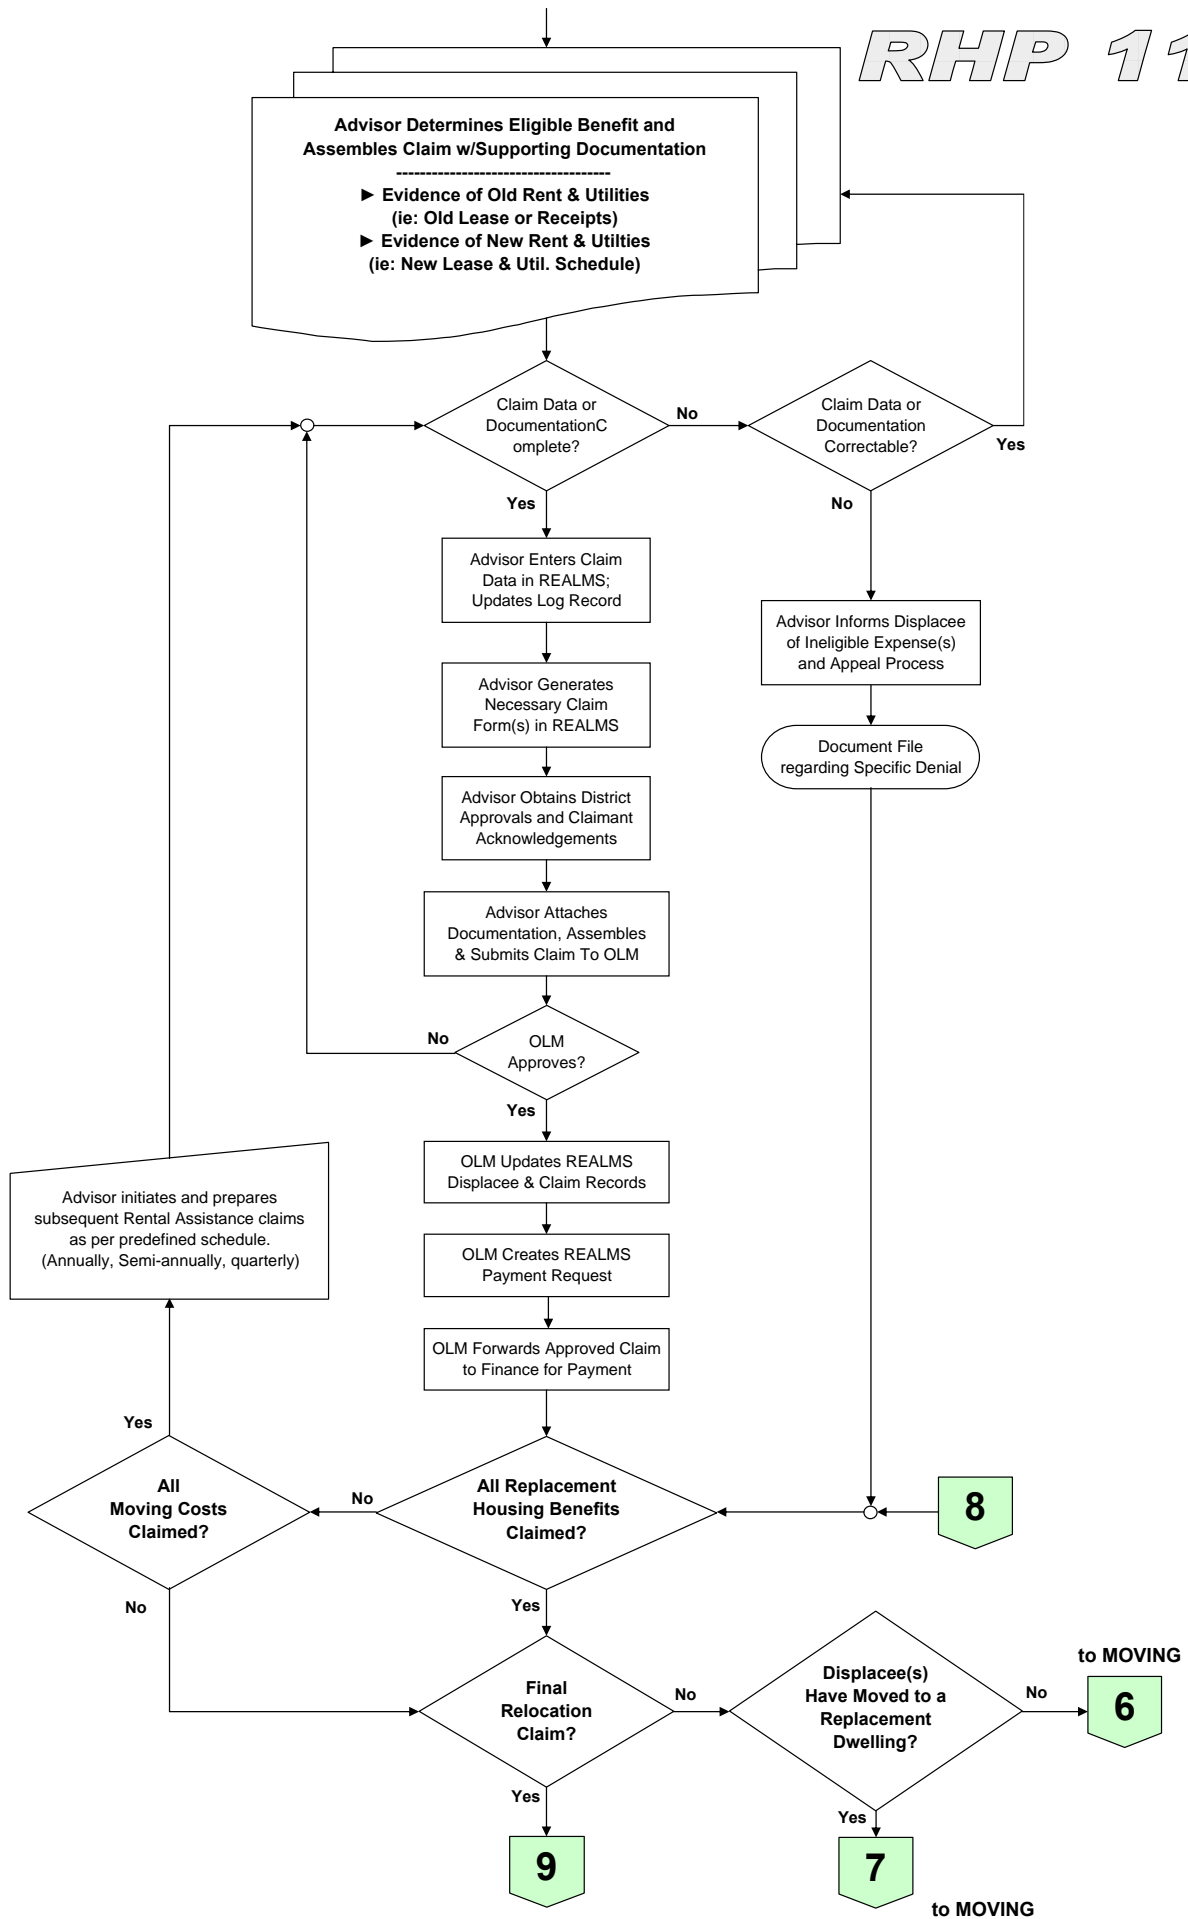 RHP 11
Advisor Determines Eligible Benefit and
Assembles Claim w/Supporting Documentation
------------------------------------
► Evidence of Old Rent & Utilities
(ie: Old Lease or Receipts)
► Evidence of New Rent & Utilties
(ie: New Lease & Util. Schedule)
Claim Data or
DocumentationC
omplete?
No
Claim Data or
Documentation
Correctable?
Yes
Yes
No
Advisor Enters Claim
Data in REALMS;
Updates Log Record
Advisor Informs Displacee
of Ineligible Expense(s)
and Appeal Process
Advisor Generates
Necessary Claim
Form(s) in REALMS
Document File
regarding Specific Denial
Advisor Obtains District
Approvals and Claimant
Acknowledgements
Advisor Attaches
Documentation, Assembles
& Submits Claim To OLM
No
OLM
Approves?
Yes
OLM Updates REALMS
Displacee & Claim Records
Advisor initiates and prepares
subsequent Rental Assistance claims
as per predefined schedule.
(Annually, Semi-annually, quarterly)
OLM Creates REALMS
Payment Request
OLM Forwards Approved Claim
to Finance for Payment
Yes
All
Moving Costs
Claimed?
No
All Replacement
Housing Benefits
Claimed?
8
No
Yes
Final
Relocation
Claim?
No
Displacee(s)
Have Moved to a
Replacement
Dwelling?
No
to MOVING
6
Yes
9
Yes
7
to MOVING